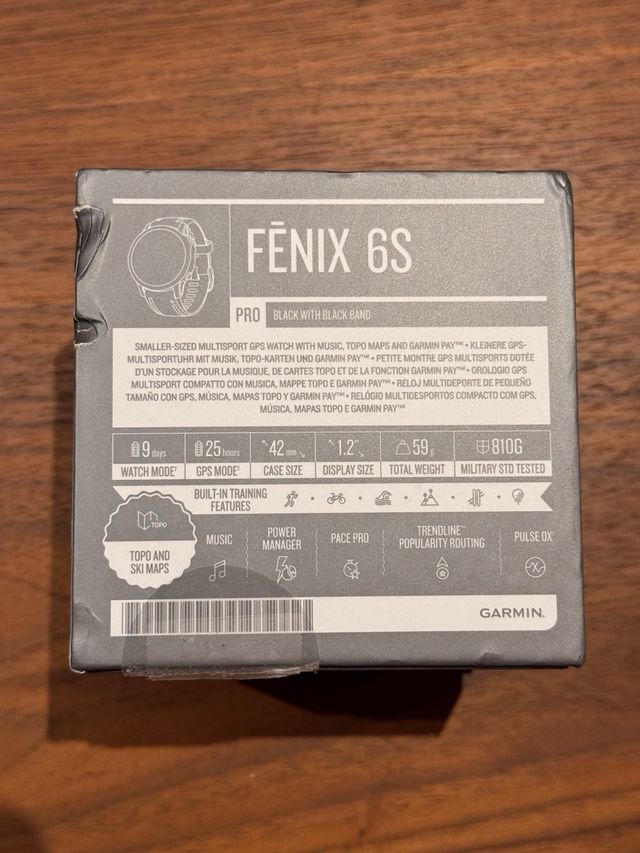 FĒNIX 6S
PRO BLACK WITH BLACK BAND
SMALLER-SIZED MULTISPORT GPS WATCH WITH MUSIC, TOPO MAPS AND GARMIN PAY™ • KLEINERE GPS-
MULTISPORTUHR MIT MUSIK, TOPO-KARTEN UND GARMIN PAY™ • PETITE MONTRE GPS MULTISPORTS DOTÉE
D'UN STOCKAGE POUR LA MUSIQUE, DE CARTES TOPO ET DE LA FONCTION GARMIN PAY™ • OROLOGIO GPS
MULTISPORT COMPATTO CON MUSICA, MAPPE TOPO E GARMIN PAY™ • RELOJ MULTIDEPORTE DE PEQUEÑO
TAMAÑO CON GPS, MÚSICA, MAPAS TOPO Y GARMIN PAY™ • RELÓGIO MULTIDESPORTOS COMPACTO COM GPS,
MÚSICA, MAPAS TOPO E GARMIN PAY™
9 days 25 hours 42 mm 1.2" 59 g 810G
WATCH MODE† GPS MODE† CASE SIZE DISPLAY SIZE TOTAL WEIGHT MILITARY STD TESTED
BUILT-IN TRAINING
FEATURES
TOPO
TOPO AND
SKI MAPS
MUSIC
POWER
MANAGER
PACE PRO
TRENDLINE™
POPULARITY ROUTING
PULSE OX
GARMIN.